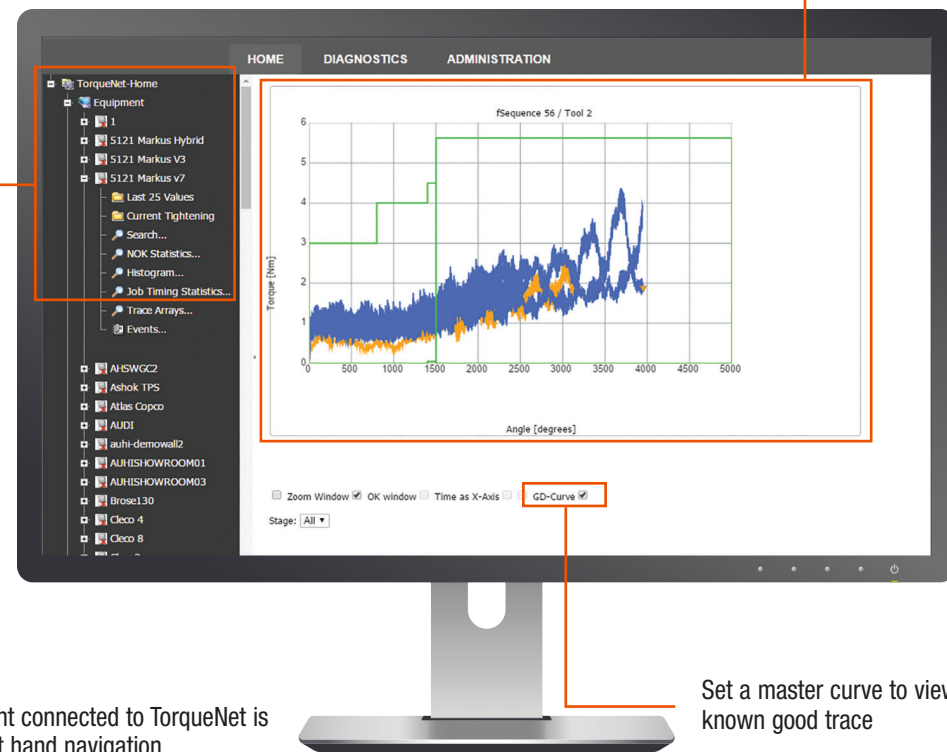 HOME DIAGNOSTICS ADMINISTRATION
TorqueNet-Home
Equipment
1
5121 Markus Hybrid
5121 Markus V3
5121 Markus v7
Last 25 Values
Current Tightening
Search...
NOK Statistics...
Histogram...
Job Timing Statistics...
Trace Arrays...
Events...
AHSWGC2
Ashok TPS
Atlas Copco
AUDI
auhi-demowall2
AUHISHOWROOM01
AUHISHOWROOM03
Brose130
Cleco 4
Cleco 8
fSequence 56 / Tool 2
6
5
4
3
2
1
0
Torque [Nm]
0 500 1000 1500 2000 2500 3000 3500 4000 4500 5000
Angle [degrees]
Zoom Window OK window Time as X-Axis GD-Curve
Stage: All
Set a master curve to view
known good trace
nt connected to TorqueNet is
t hand navigation